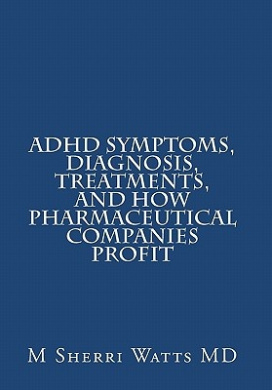 ADHD SYMPTOMS,
DIAGNOSIS,
TREATMENTS,
AND HOW
PHARMACEUTICAL
COMPANIES
PROFIT
M SHERRI WATTS MD